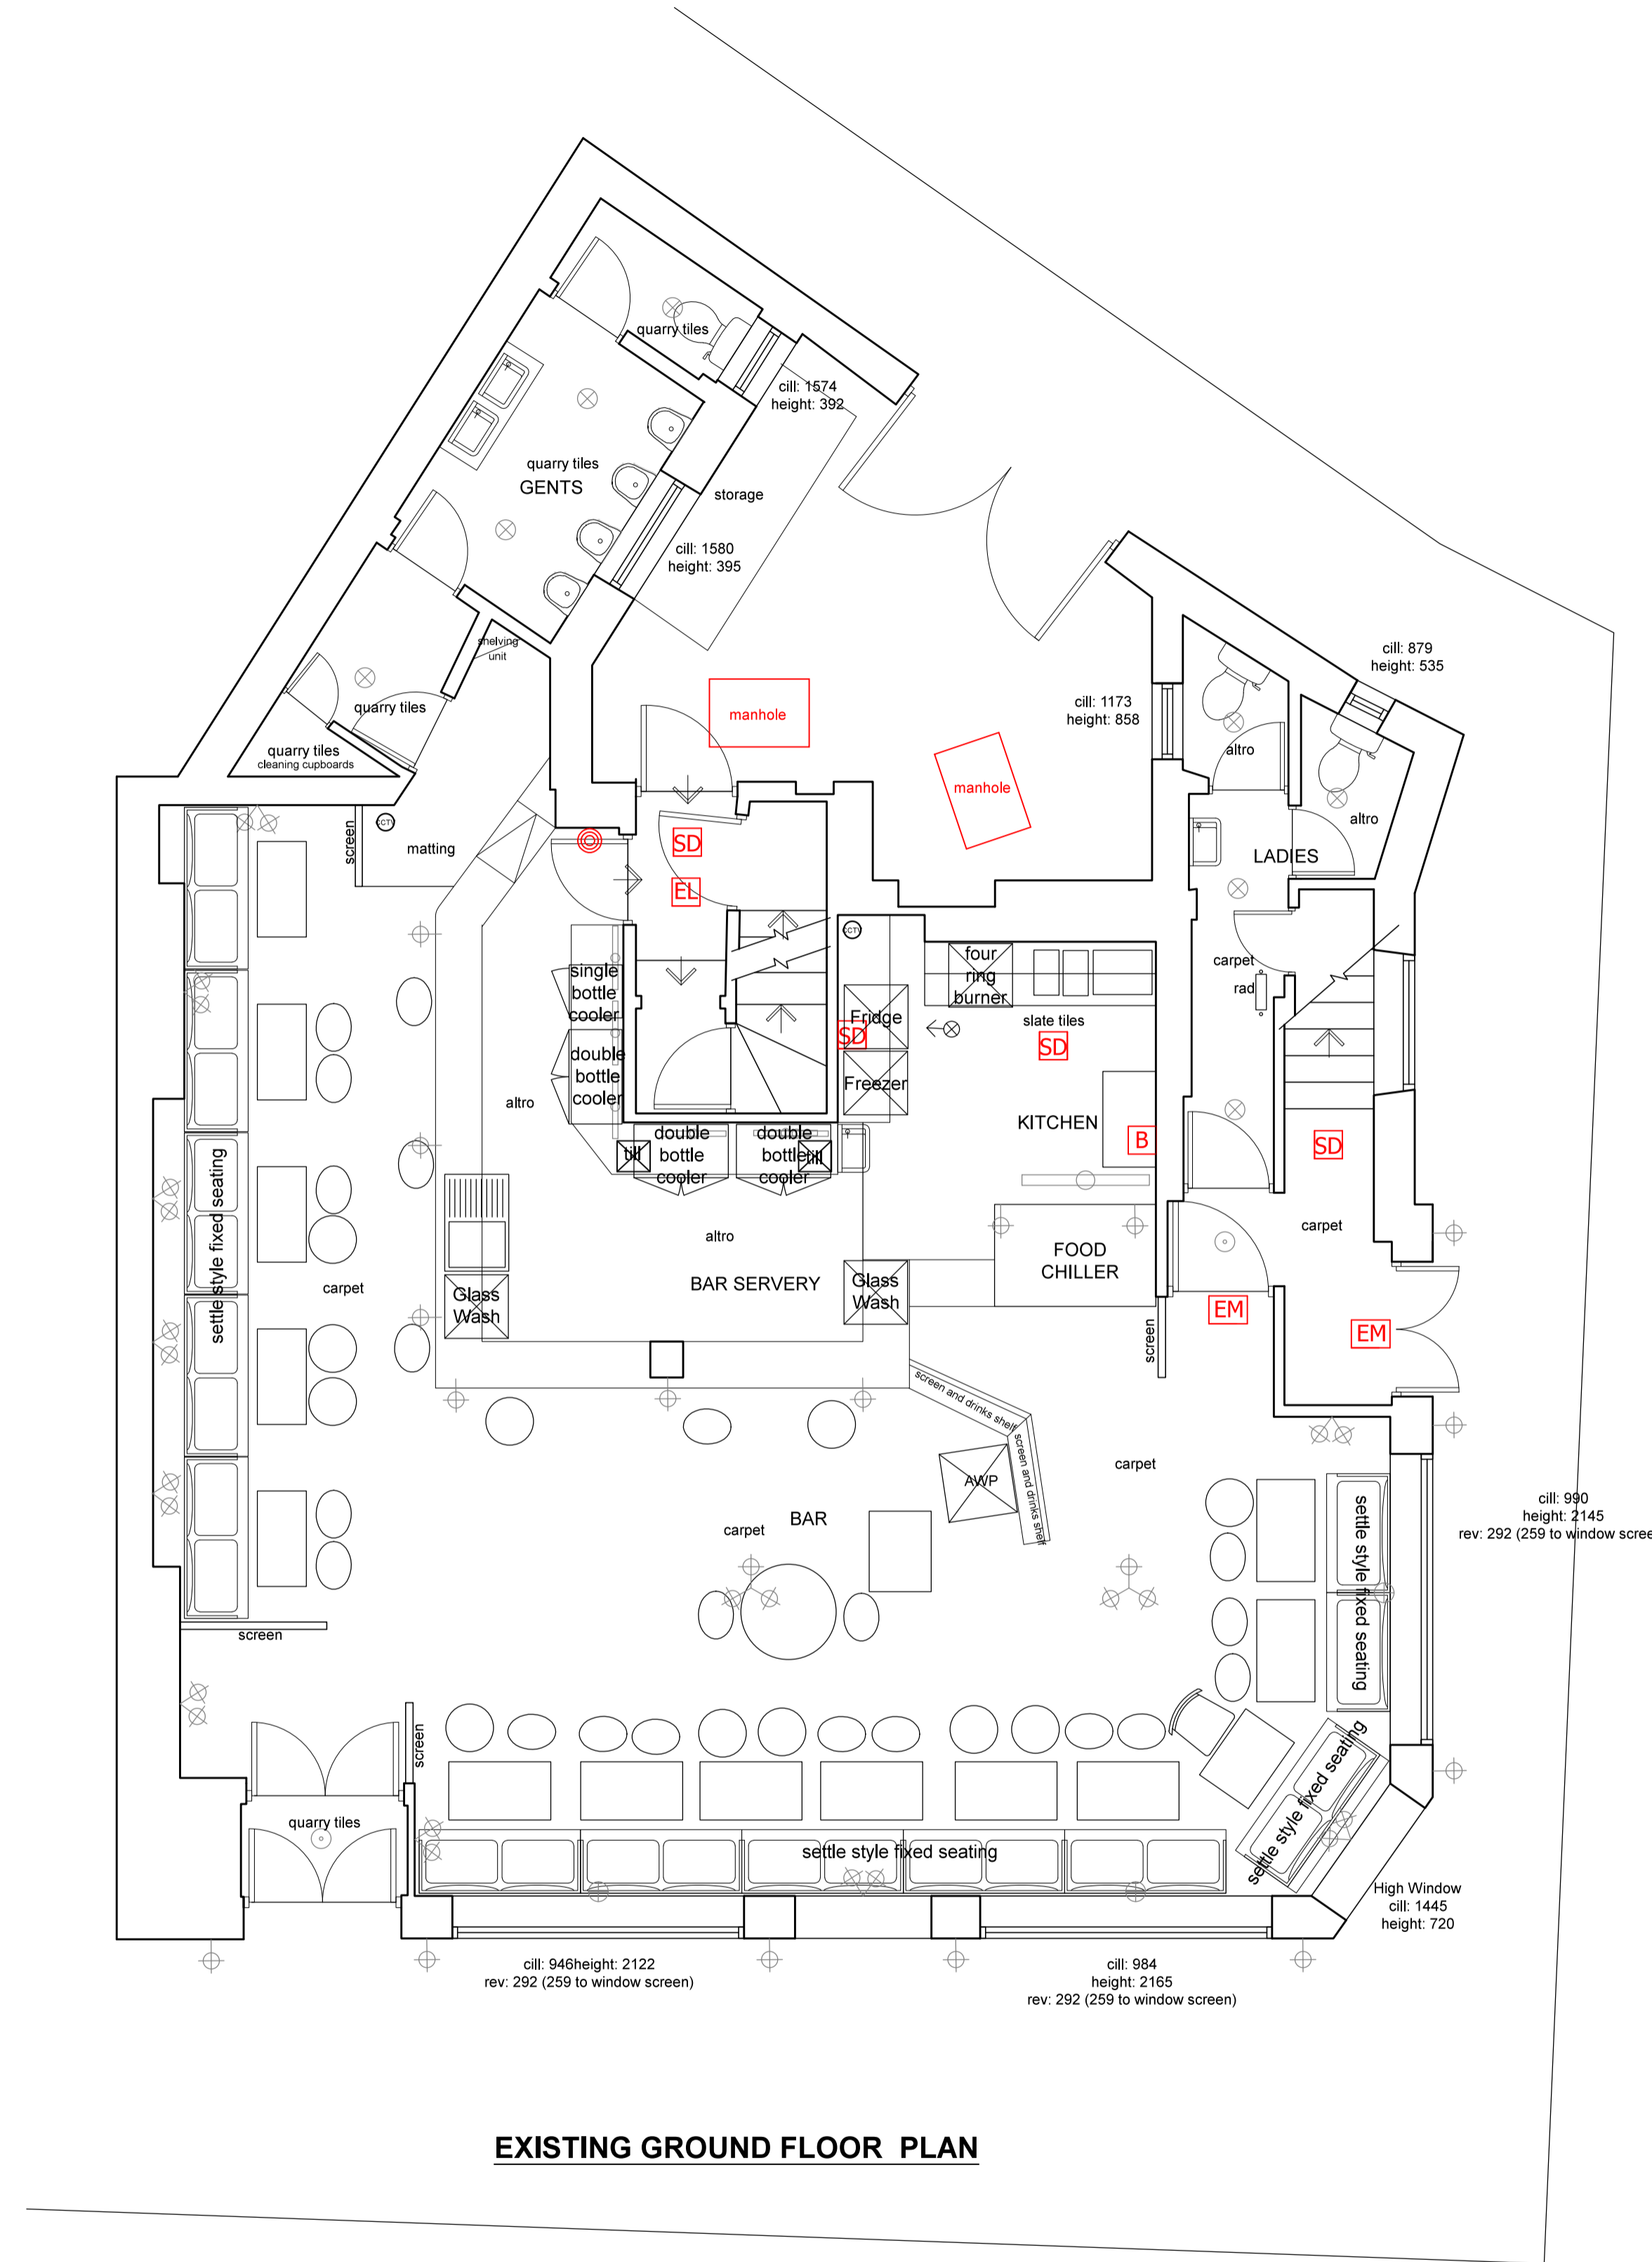 quarry tiles
cill: 1574
height: 392
quarry tiles
GENTS
storage
cill: 1580
height: 395
shelving
unit
cill: 879
height: 535
quarry tiles
manhole
cill: 1173
height: 858
altro
quarry tiles
cleaning cupboards
manhole
altro
screen
CCTV
matting
SD
EL
LADIES
CCTV
four
ring
burner
carpet
rad
single
bottle
cooler
Fridge
SD
slate tiles
SD
double
bottle
cooler
Freezer
altro
KITCHEN
B
SD
till
double
bottle
cooler
double
bottle
cooler
till
settle style fixed seating
carpet
altro
BAR SERVERY
FOOD
CHILLER
carpet
Glass
Wash
Glass
Wash
EM
EM
screen
screen and drinks shelf
screen and drinks shelf
AWP
carpet
BAR
carpet
settle style fixed seating
cill: 990
height: 2145
rev: 292 (259 to window scree
screen
screen
quarry tiles
settle style fixed seating
settle style fixed seating
High Window
cill: 1445
height: 720
cill: 946height: 2122
rev: 292 (259 to window screen)
cill: 984
height: 2165
rev: 292 (259 to window screen)
EXISTING GROUND FLOOR PLAN